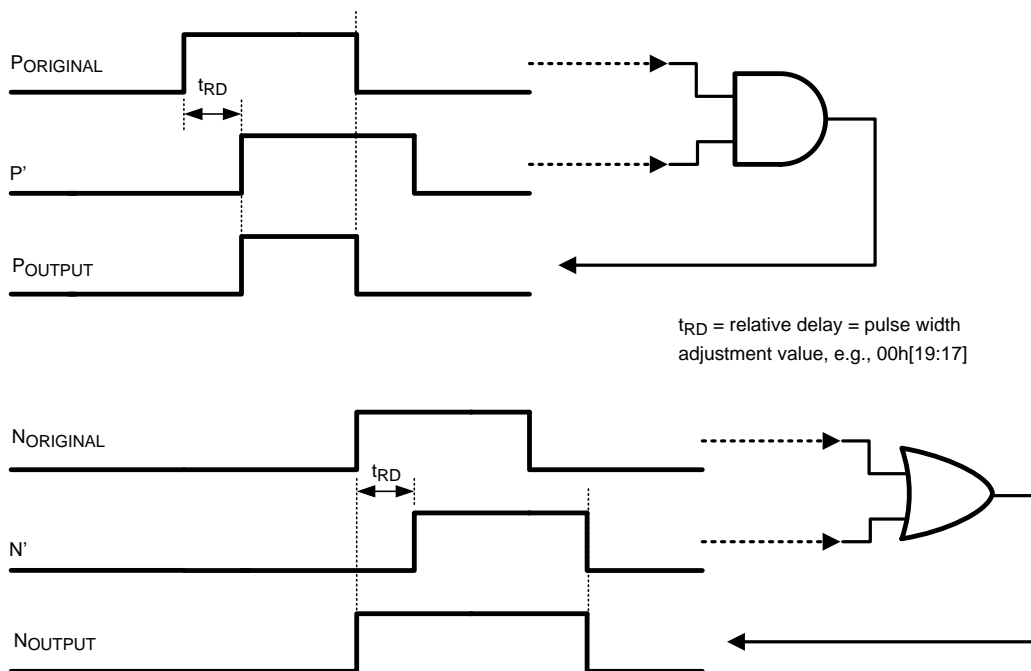 PORIGINAL
tRD
P’
POUTPUT
tRD = relative delay = pulse width
adjustment value, e.g., 00h[19:17]
NORIGINAL
tRD
N’
NOUTPUT